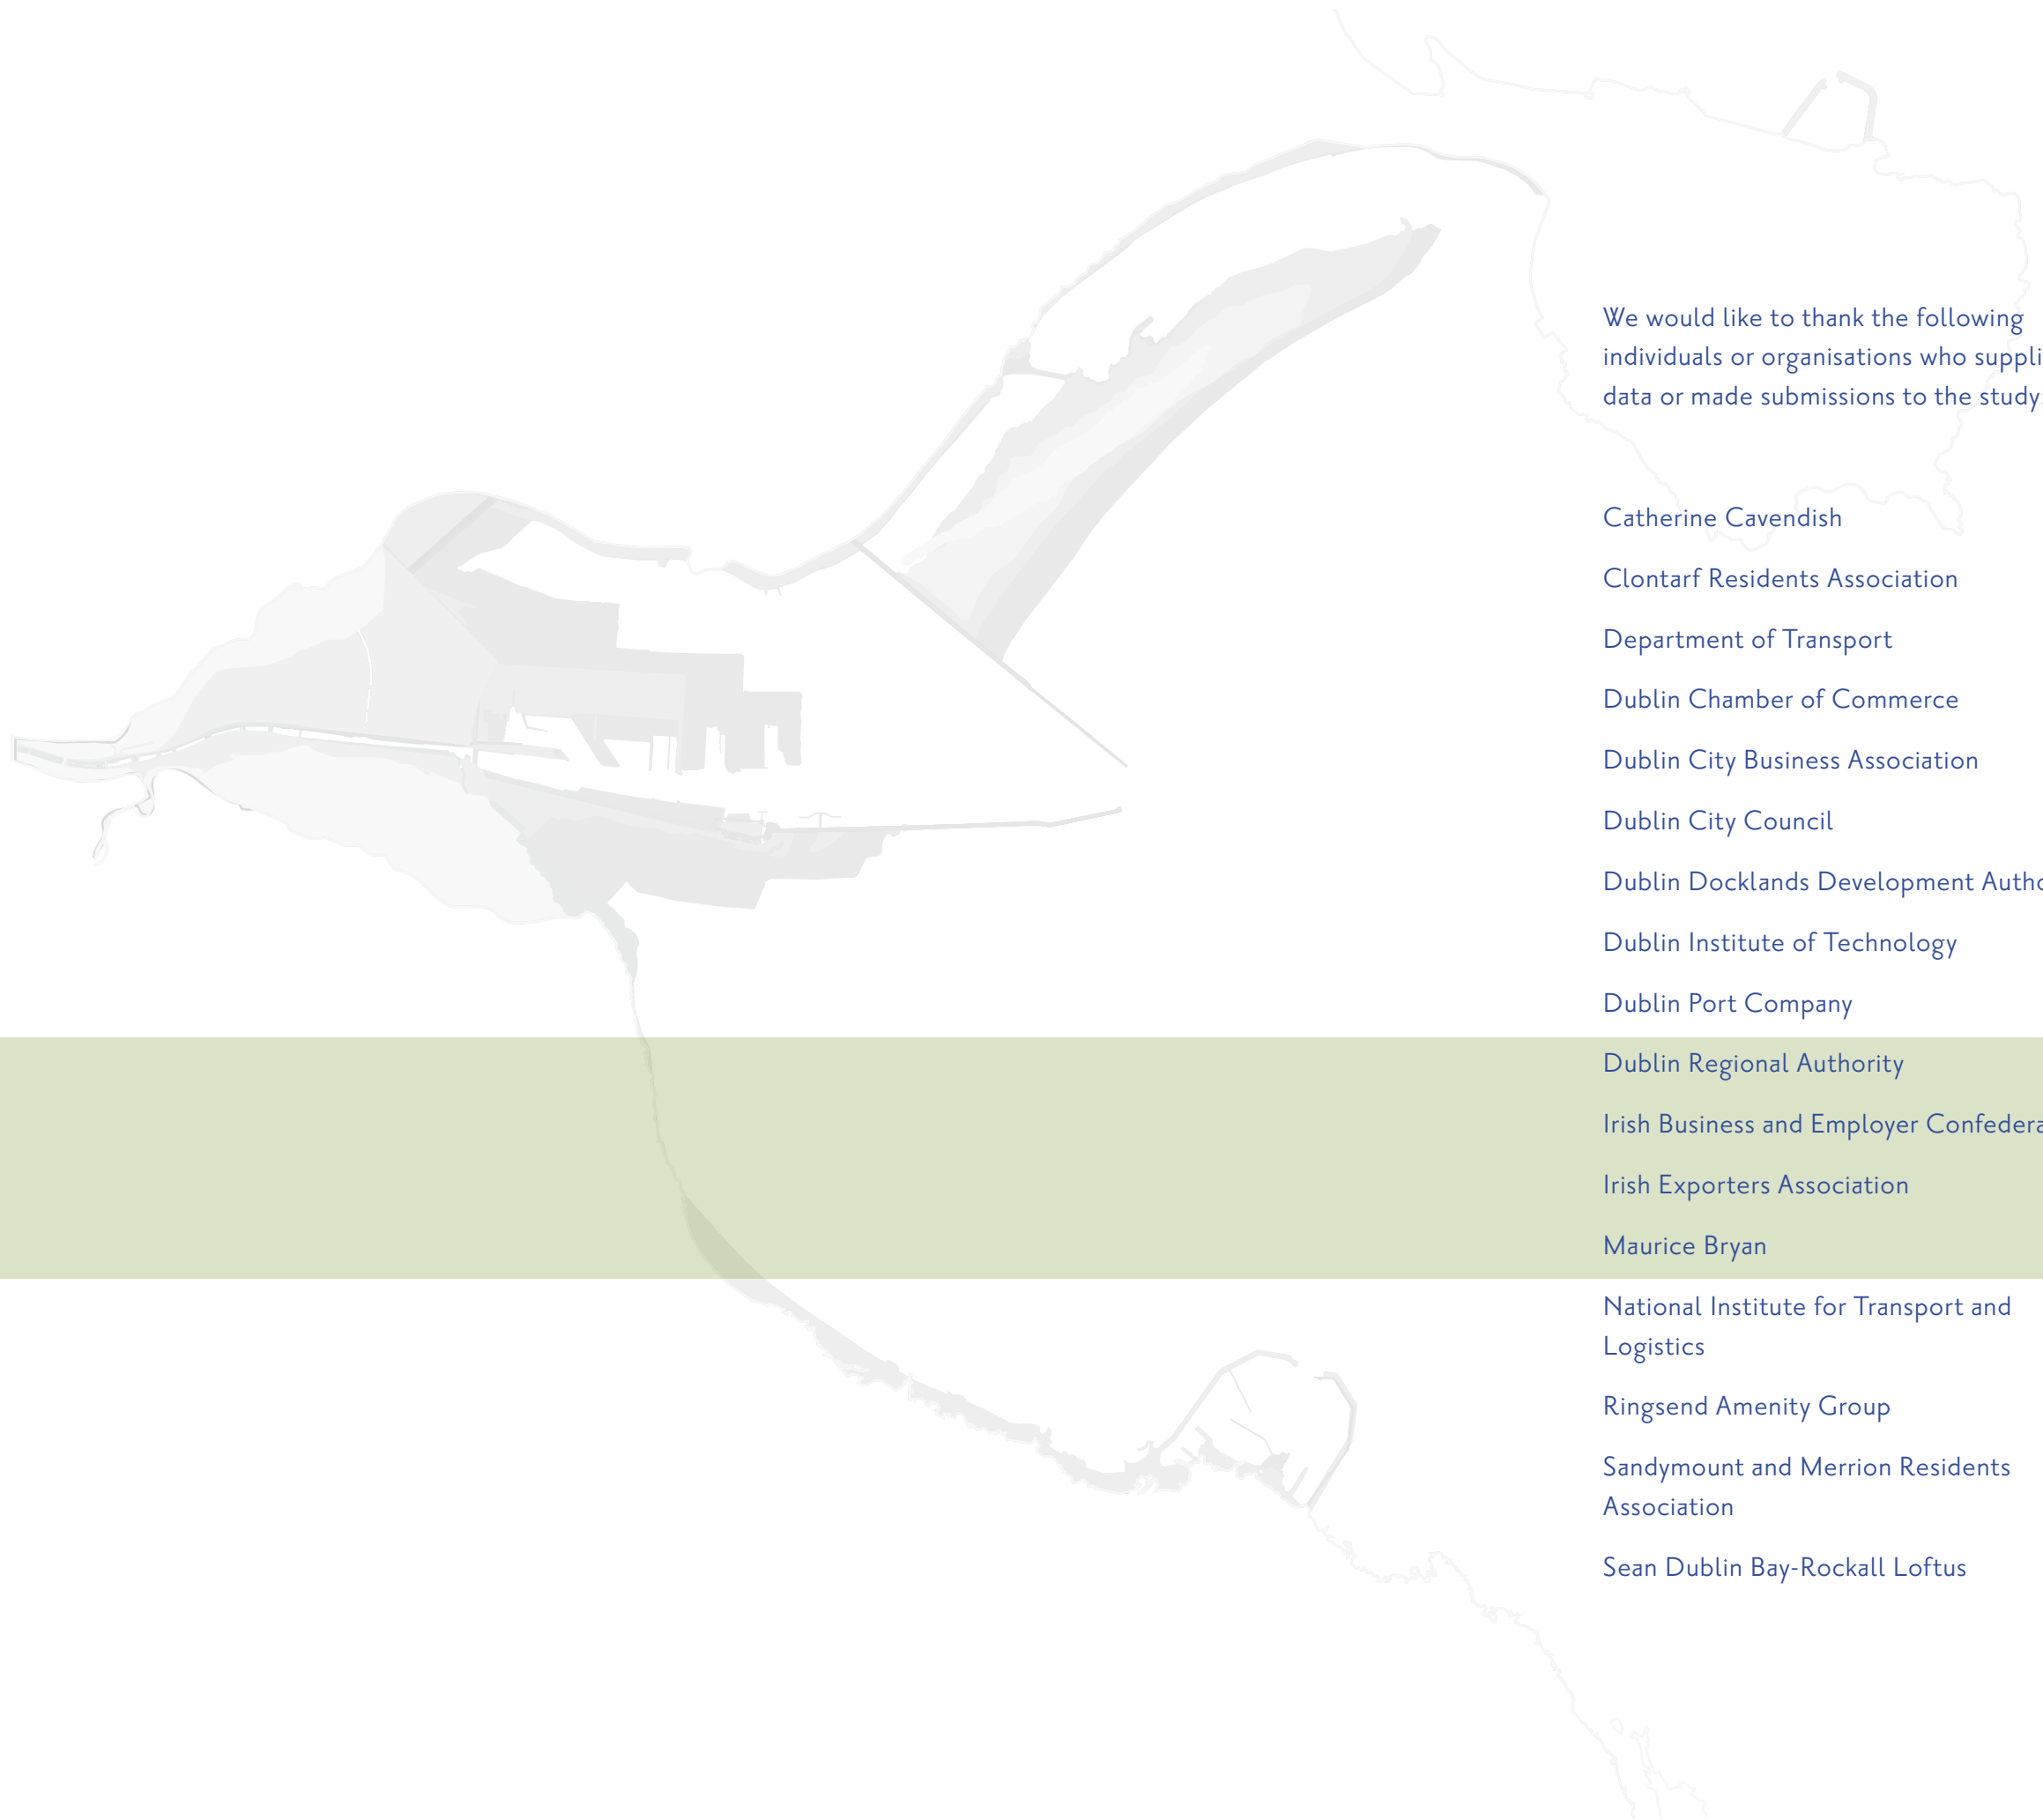 We would like to thank the following
individuals or organisations who suppli
data or made submissions to the study
Catherine Cavendish
Clontarf Residents Association
Department of Transport
Dublin Chamber of Commerce
Dublin City Business Association
Dublin City Council
Dublin Docklands Development Autho
Dublin Institute of Technology
Dublin Port Company
Dublin Regional Authority
Irish Business and Employer Confedera
Irish Exporters Association
Maurice Bryan
National Institute for Transport and
Logistics
Ringsend Amenity Group
Sandymount and Merrion Residents
Association
Sean Dublin Bay-Rockall Loftus